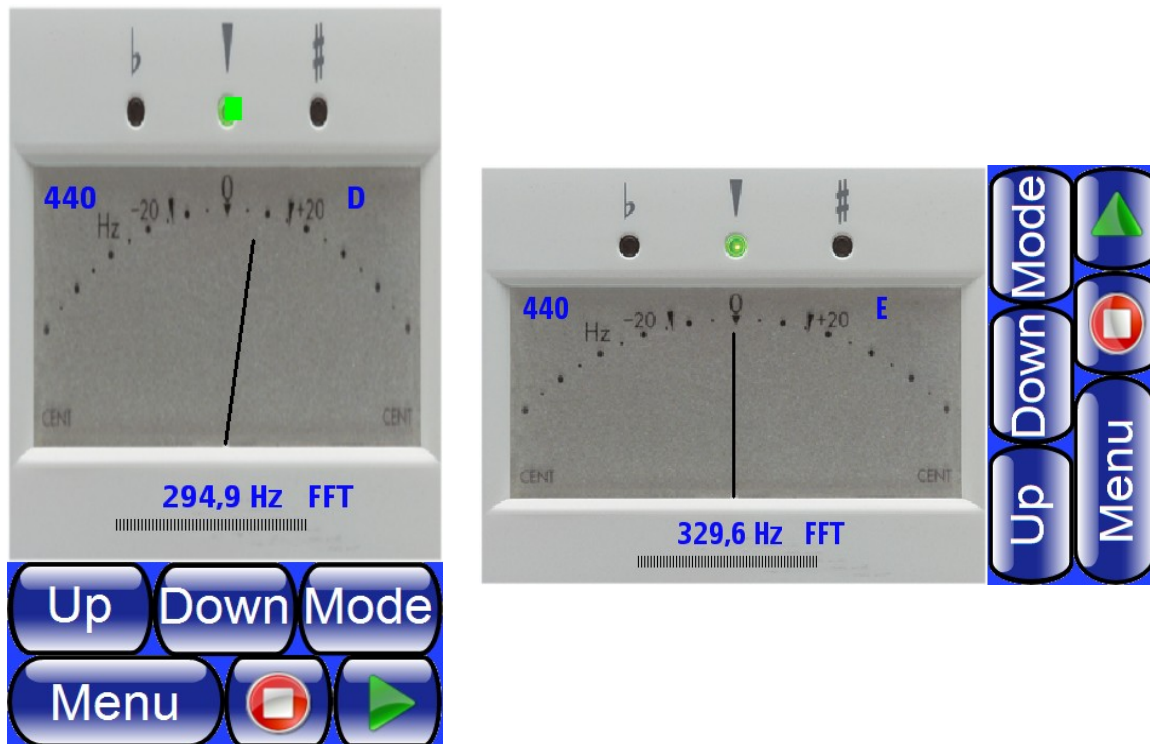 ♭ ♯
0
440 -20 +20 D
Hz
CENT CENT
294,9 Hz FFT
Up Down Mode
Menu
♭ ♯
0
440 -20 +20 E
Hz
CENT CENT
329,6 Hz FFT
Up Down Mode
Menu